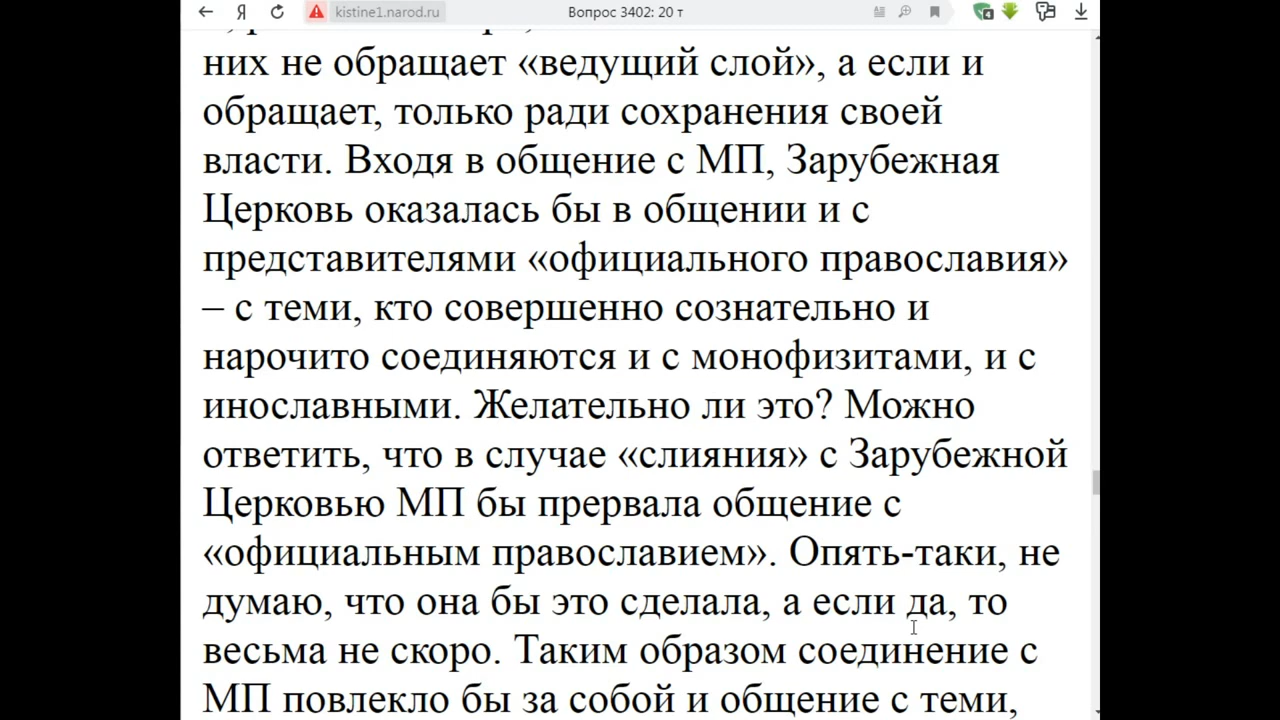 Я kistine1.narod.ru Вопрос 3402: 20 т 4
них не обращает «ведущий слой», а если и
обращает, только ради сохранения своей
власти. Входя в общение с МП, Зарубежная
Церковь оказалась бы в общении и с
представителями «официального православия»
– с теми, кто совершенно сознательно и
нарочито соединяются и с монофизитами, и с
инославными. Желательно ли это? Можно
ответить, что в случае «слияния» с Зарубежной
Церковью МП бы прервала общение с
«официальным православием». Опять-таки, не
думаю, что она бы это сделала, а если да, то
весьма не скоро. Таким образом соединение с
МП повлекло бы за собой и общение с теми,